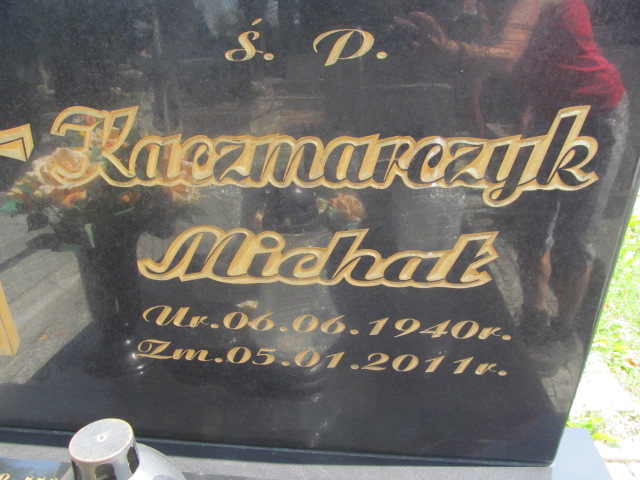 Ś. P.
Kaczmarczyk
Michał
Ur.06.06.1940r.
Zm.05.01.2011r.